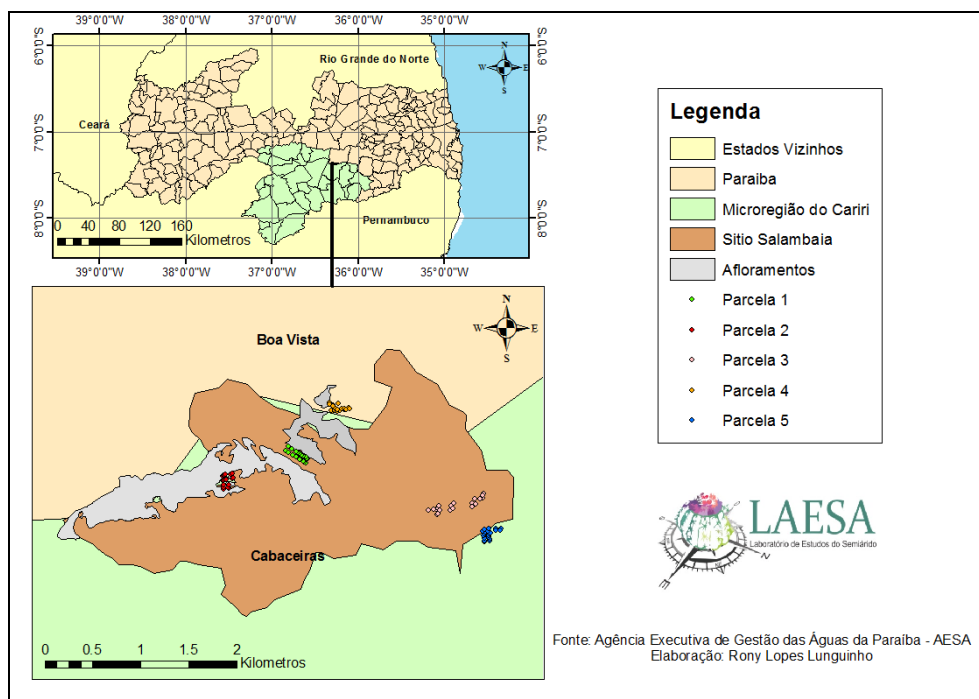 39°0'0"W 38°0'0"W 37°0'0"W 36°0'0"W 35°0'0"W
6°0'0"S 6°0'0"S
Rio Grande do Norte
N
W E
S
Ceará
7°0'0"S 7°0'0"S
Pernambuco
0 20 40 80 120 160
Kilometros
8°0'0"S 8°0'0"S
39°0'0"W 38°0'0"W 37°0'0"W 36°0'0"W 35°0'0"W
Boa Vista
N
W E
S
Cabaceiras
0 0.5 1 1.5 2
Kilometros
Legenda
Estados Vizinhos
Paraiba
Microregião do Cariri
Sitio Salambaia
Afloramentos
Parcela 1
Parcela 2
Parcela 3
Parcela 4
Parcela 5
LAESA
Laboratório de Estudos do Semiárido
N
E
Fonte: Agência Executiva de Gestão das Águas da Paraíba - AESA
Elaboração: Rony Lopes Lunguinho